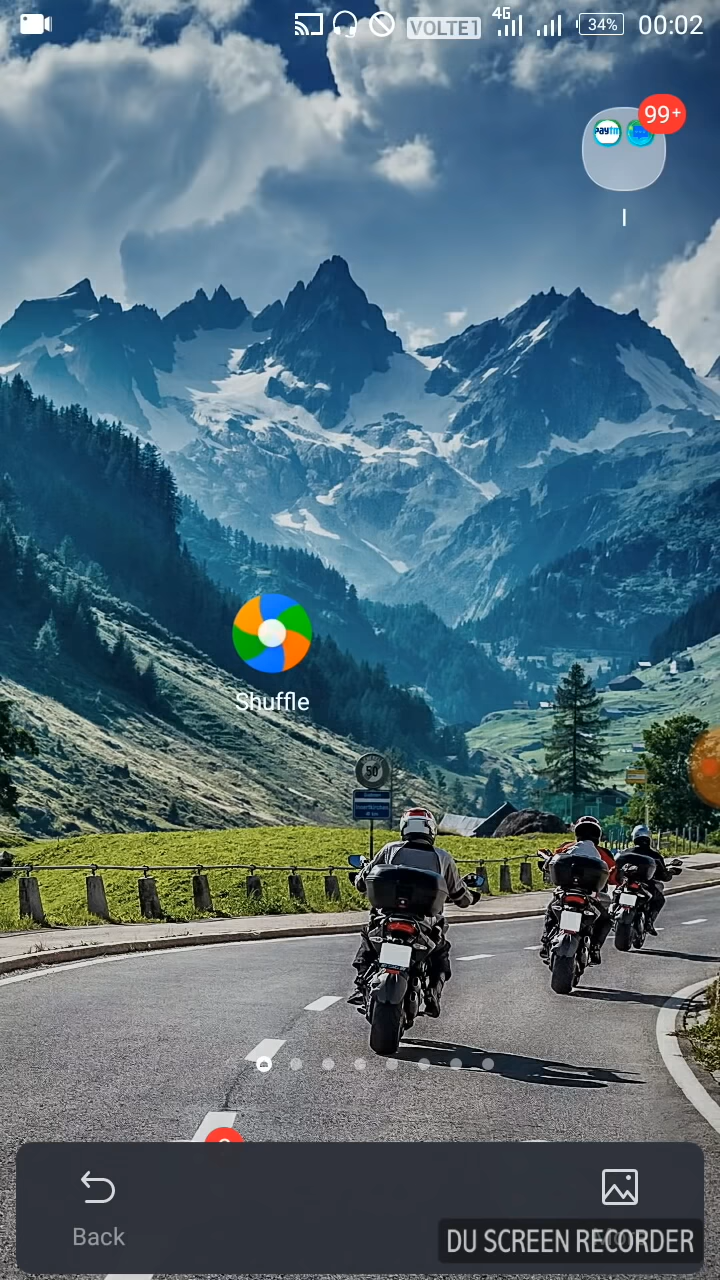 VOLTE1 4G 34% 00:02
paytm 99+
l
Shuffle
50
Back
DU SCREEN RECORDER